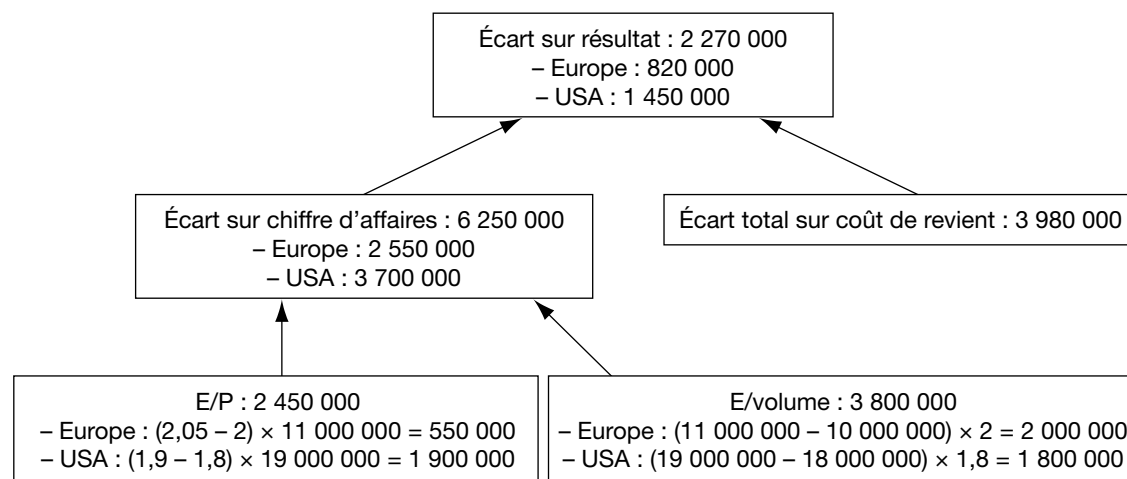 Écart sur résultat : 2 270 000
– Europe : 820 000
– USA : 1 450 000
Écart sur chiffre d’affaires : 6 250 000
– Europe : 2 550 000
– USA : 3 700 000
Écart total sur coût de revient : 3 980 000
E/P : 2 450 000
– Europe : (2,05 – 2) × 11 000 000 = 550 000
– USA : (1,9 – 1,8) × 19 000 000 = 1 900 000
E/volume : 3 800 000
– Europe : (11 000 000 – 10 000 000) × 2 = 2 000 000
– USA : (19 000 000 – 18 000 000) × 1,8 = 1 800 000